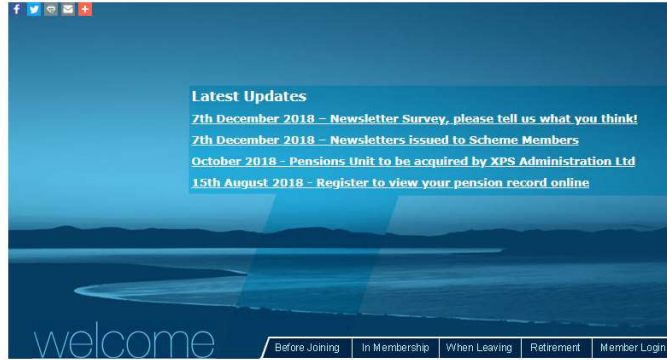 Latest Updates
7th December 2018 – Newsletter Survey, please tell us what you think!
7th December 2018 – Newsletters issued to Scheme Members
October 2018 - Pensions Unit to be acquired by XPS Administration Ltd
15th August 2018 - Register to view your pension record online
welcome
Before Joining
In Membership
When Leaving
Retirement
Member Login